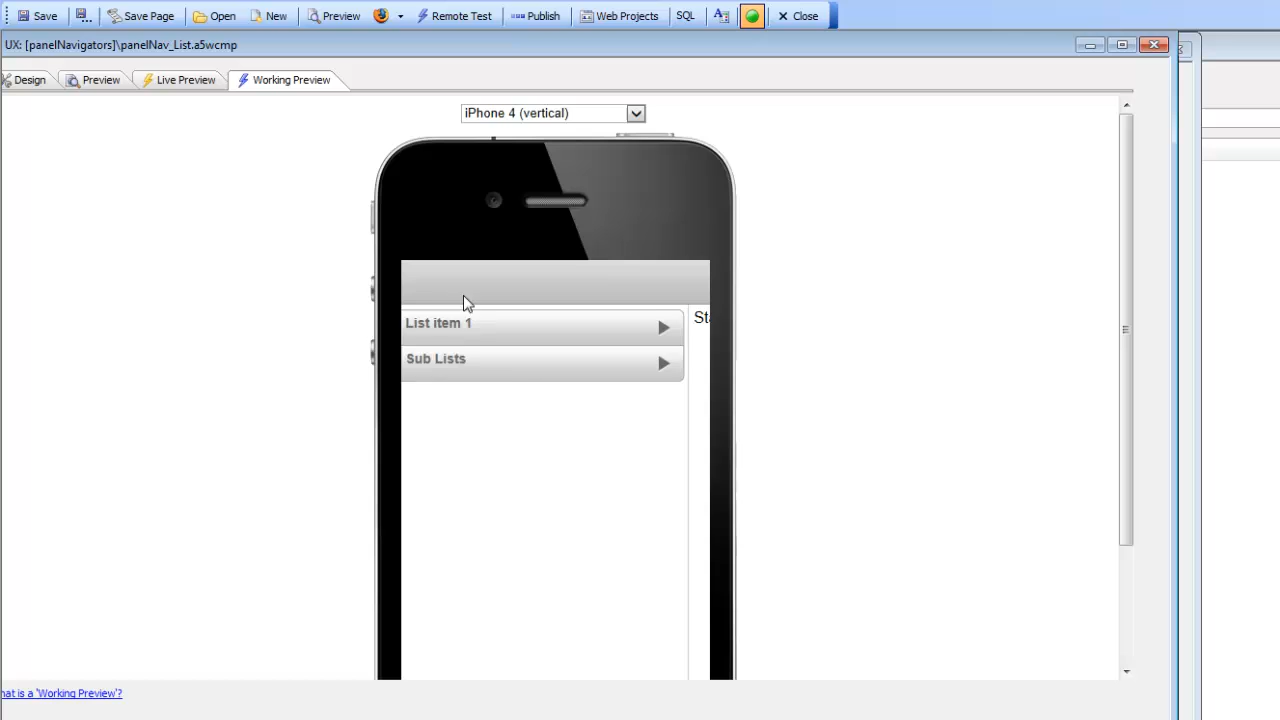 Save Save Page Open New Preview Remote Test Publish Web Projects SQL Close
UX: [panelNavigators]\panelNav_List.a5wcmp
Design Preview Live Preview Working Preview
iPhone 4 (vertical)
List item 1
Sta
Sub Lists
hat is a 'Working Preview'?